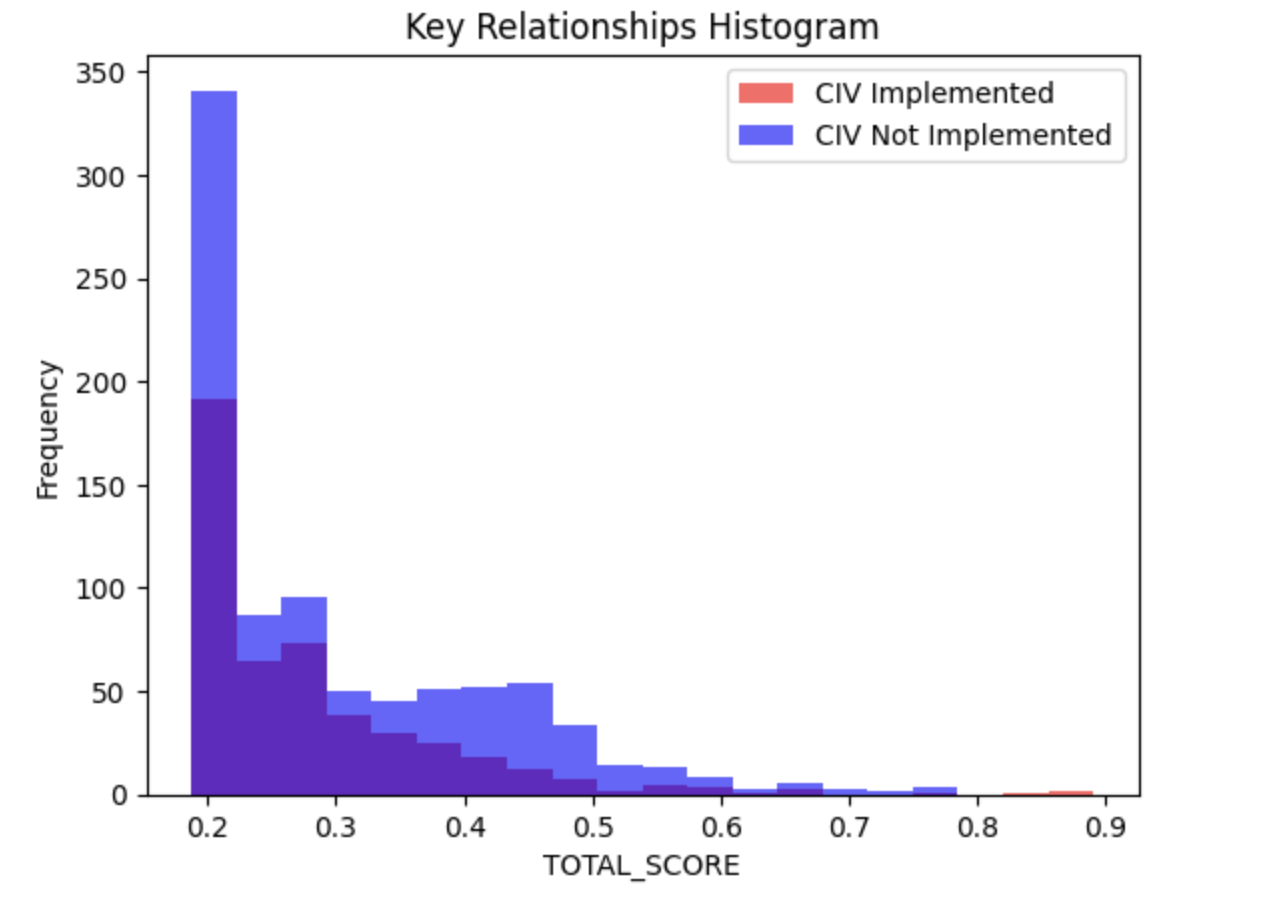 Key Relationships Histogram
CIV Implemented
CIV Not Implemented
350
300
250
200
150
100
50
0
Frequency
0.2 0.3 0.4 0.5 0.6 0.7 0.8 0.9
TOTAL_SCORE